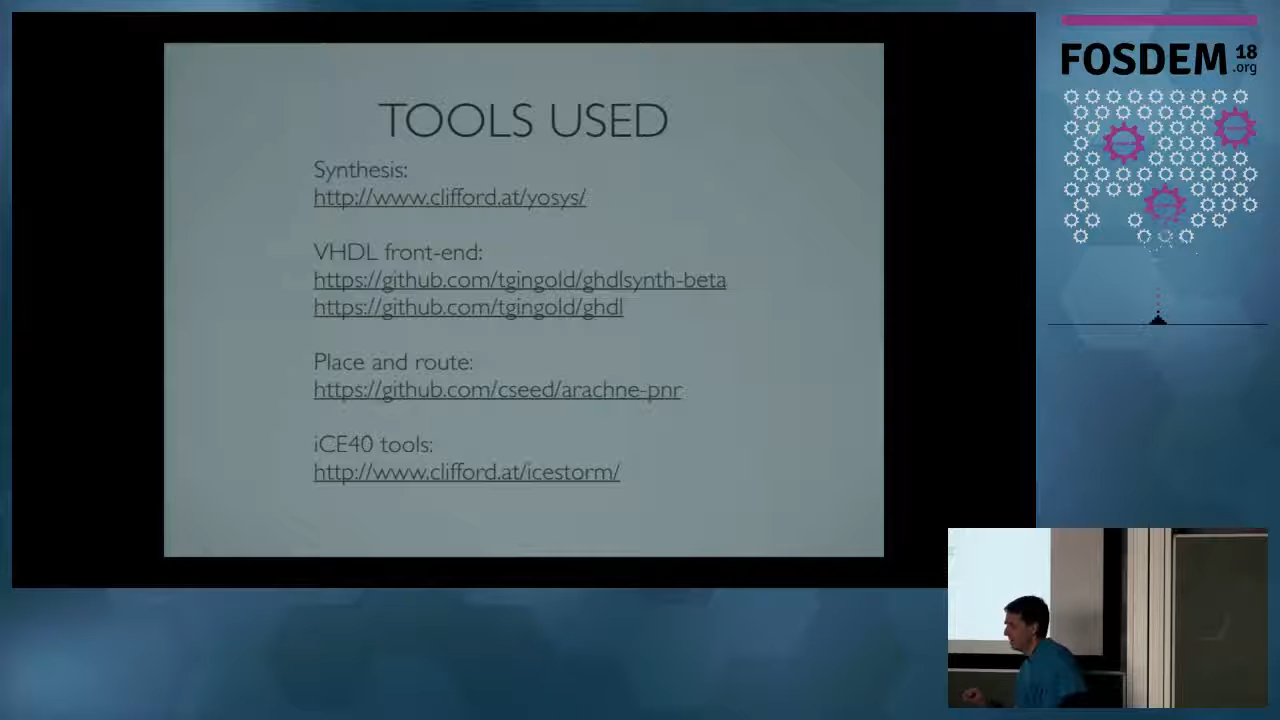 TOOLS USED
Synthesis:
http://www.clifford.at/yosys/
VHDL front-end:
https://github.com/tgingold/ghdlsynth-beta
https://github.com/tgingold/ghdl
Place and route:
https://github.com/cseed/arachne-pnr
iCE40 tools:
http://www.clifford.at/icestorm/
FOSDEM 18
.org